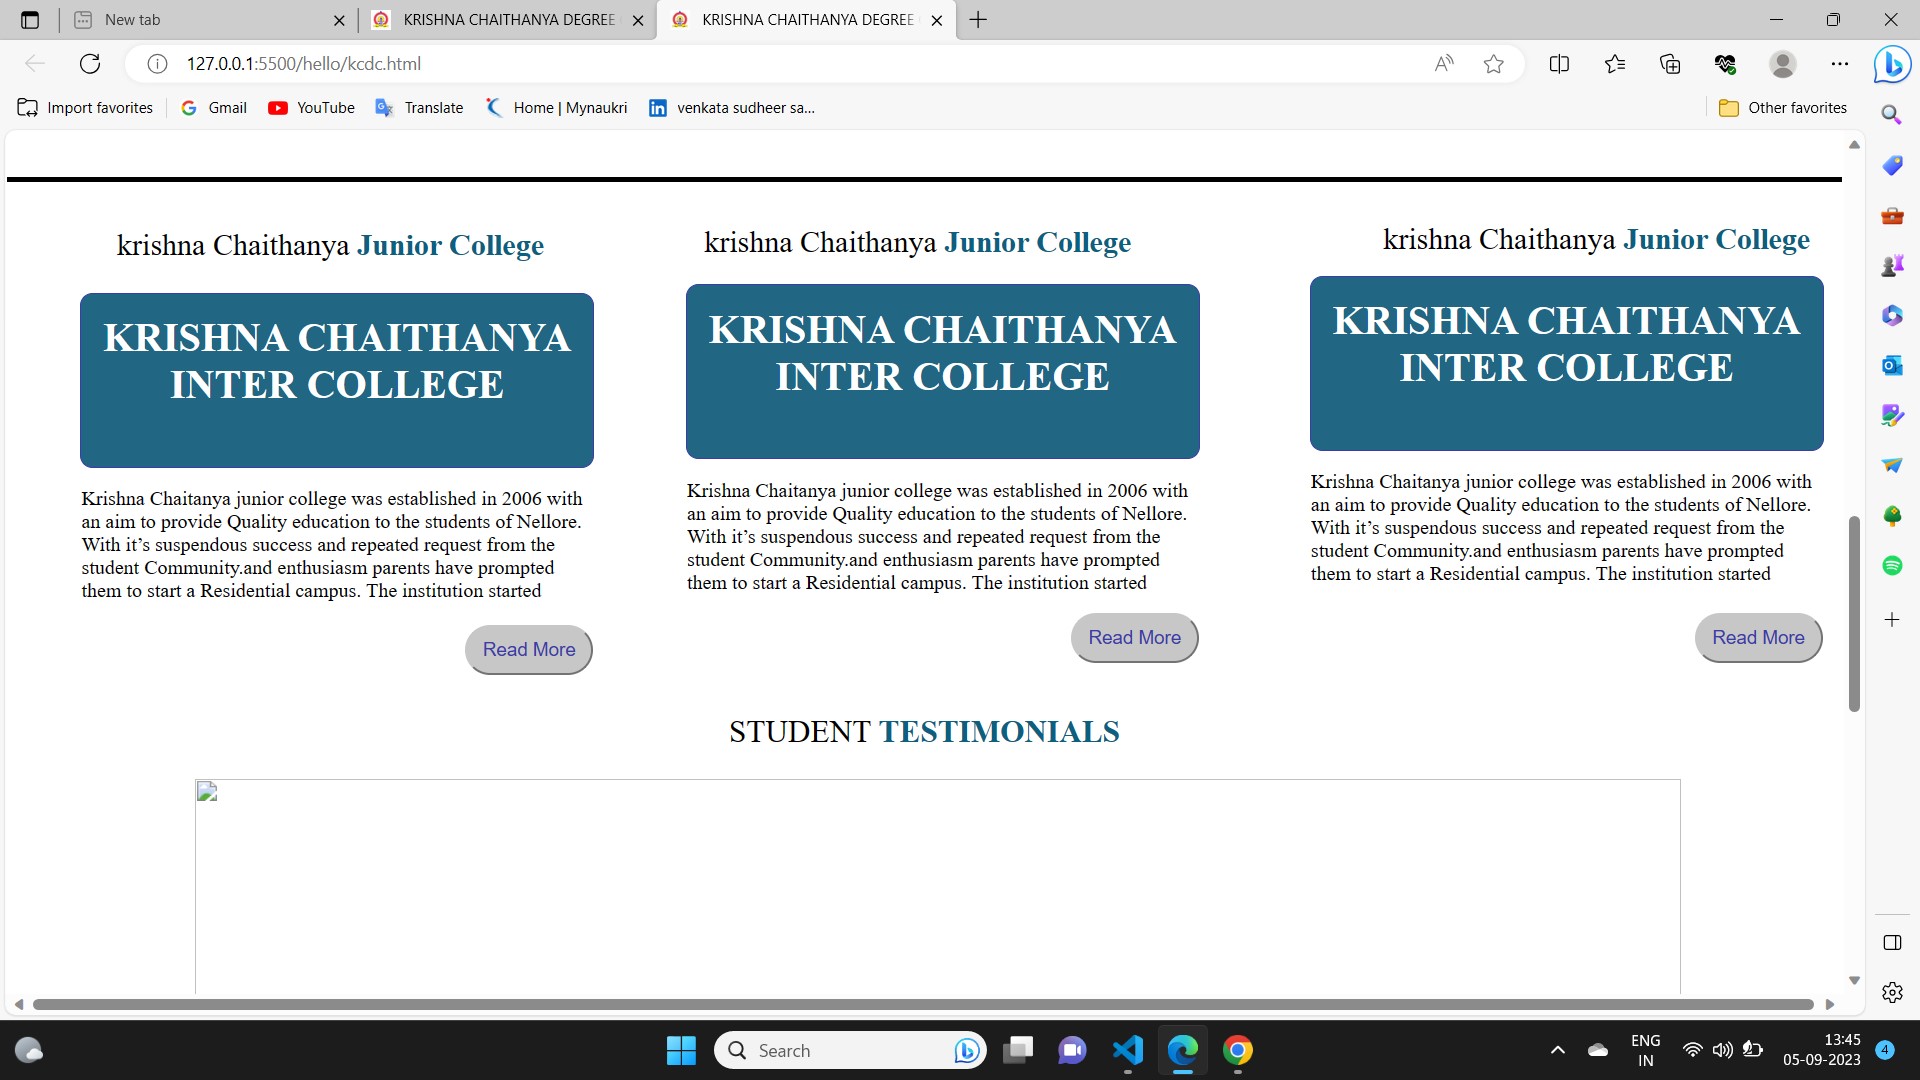 New tab
KRISHNA CHAITHANYA DEGREE
KRISHNA CHAITHANYA DEGREE
127.0.0.1:5500/hello/kcdc.html
Import favorites
Gmail
YouTube
Translate
Home | Mynaukri
venkata sudheer sa...
Other favorites
krishna Chaithanya Junior College
KRISHNA CHAITHANYA
INTER COLLEGE
Krishna Chaitanya junior college was established in 2006 with
an aim to provide Quality education to the students of Nellore.
With it’s suspendous success and repeated request from the
student Community.and enthusiasm parents have prompted
them to start a Residential campus. The institution started
Read More
krishna Chaithanya Junior College
KRISHNA CHAITHANYA
INTER COLLEGE
Krishna Chaitanya junior college was established in 2006 with
an aim to provide Quality education to the students of Nellore.
With it’s suspendous success and repeated request from the
student Community.and enthusiasm parents have prompted
them to start a Residential campus. The institution started
Read More
krishna Chaithanya Junior College
KRISHNA CHAITHANYA
INTER COLLEGE
Krishna Chaitanya junior college was established in 2006 with
an aim to provide Quality education to the students of Nellore.
With it’s suspendous success and repeated request from the
student Community.and enthusiasm parents have prompted
them to start a Residential campus. The institution started
Read More
STUDENT TESTIMONIALS
Search
ENG
IN
13:45
05-09-2023
4